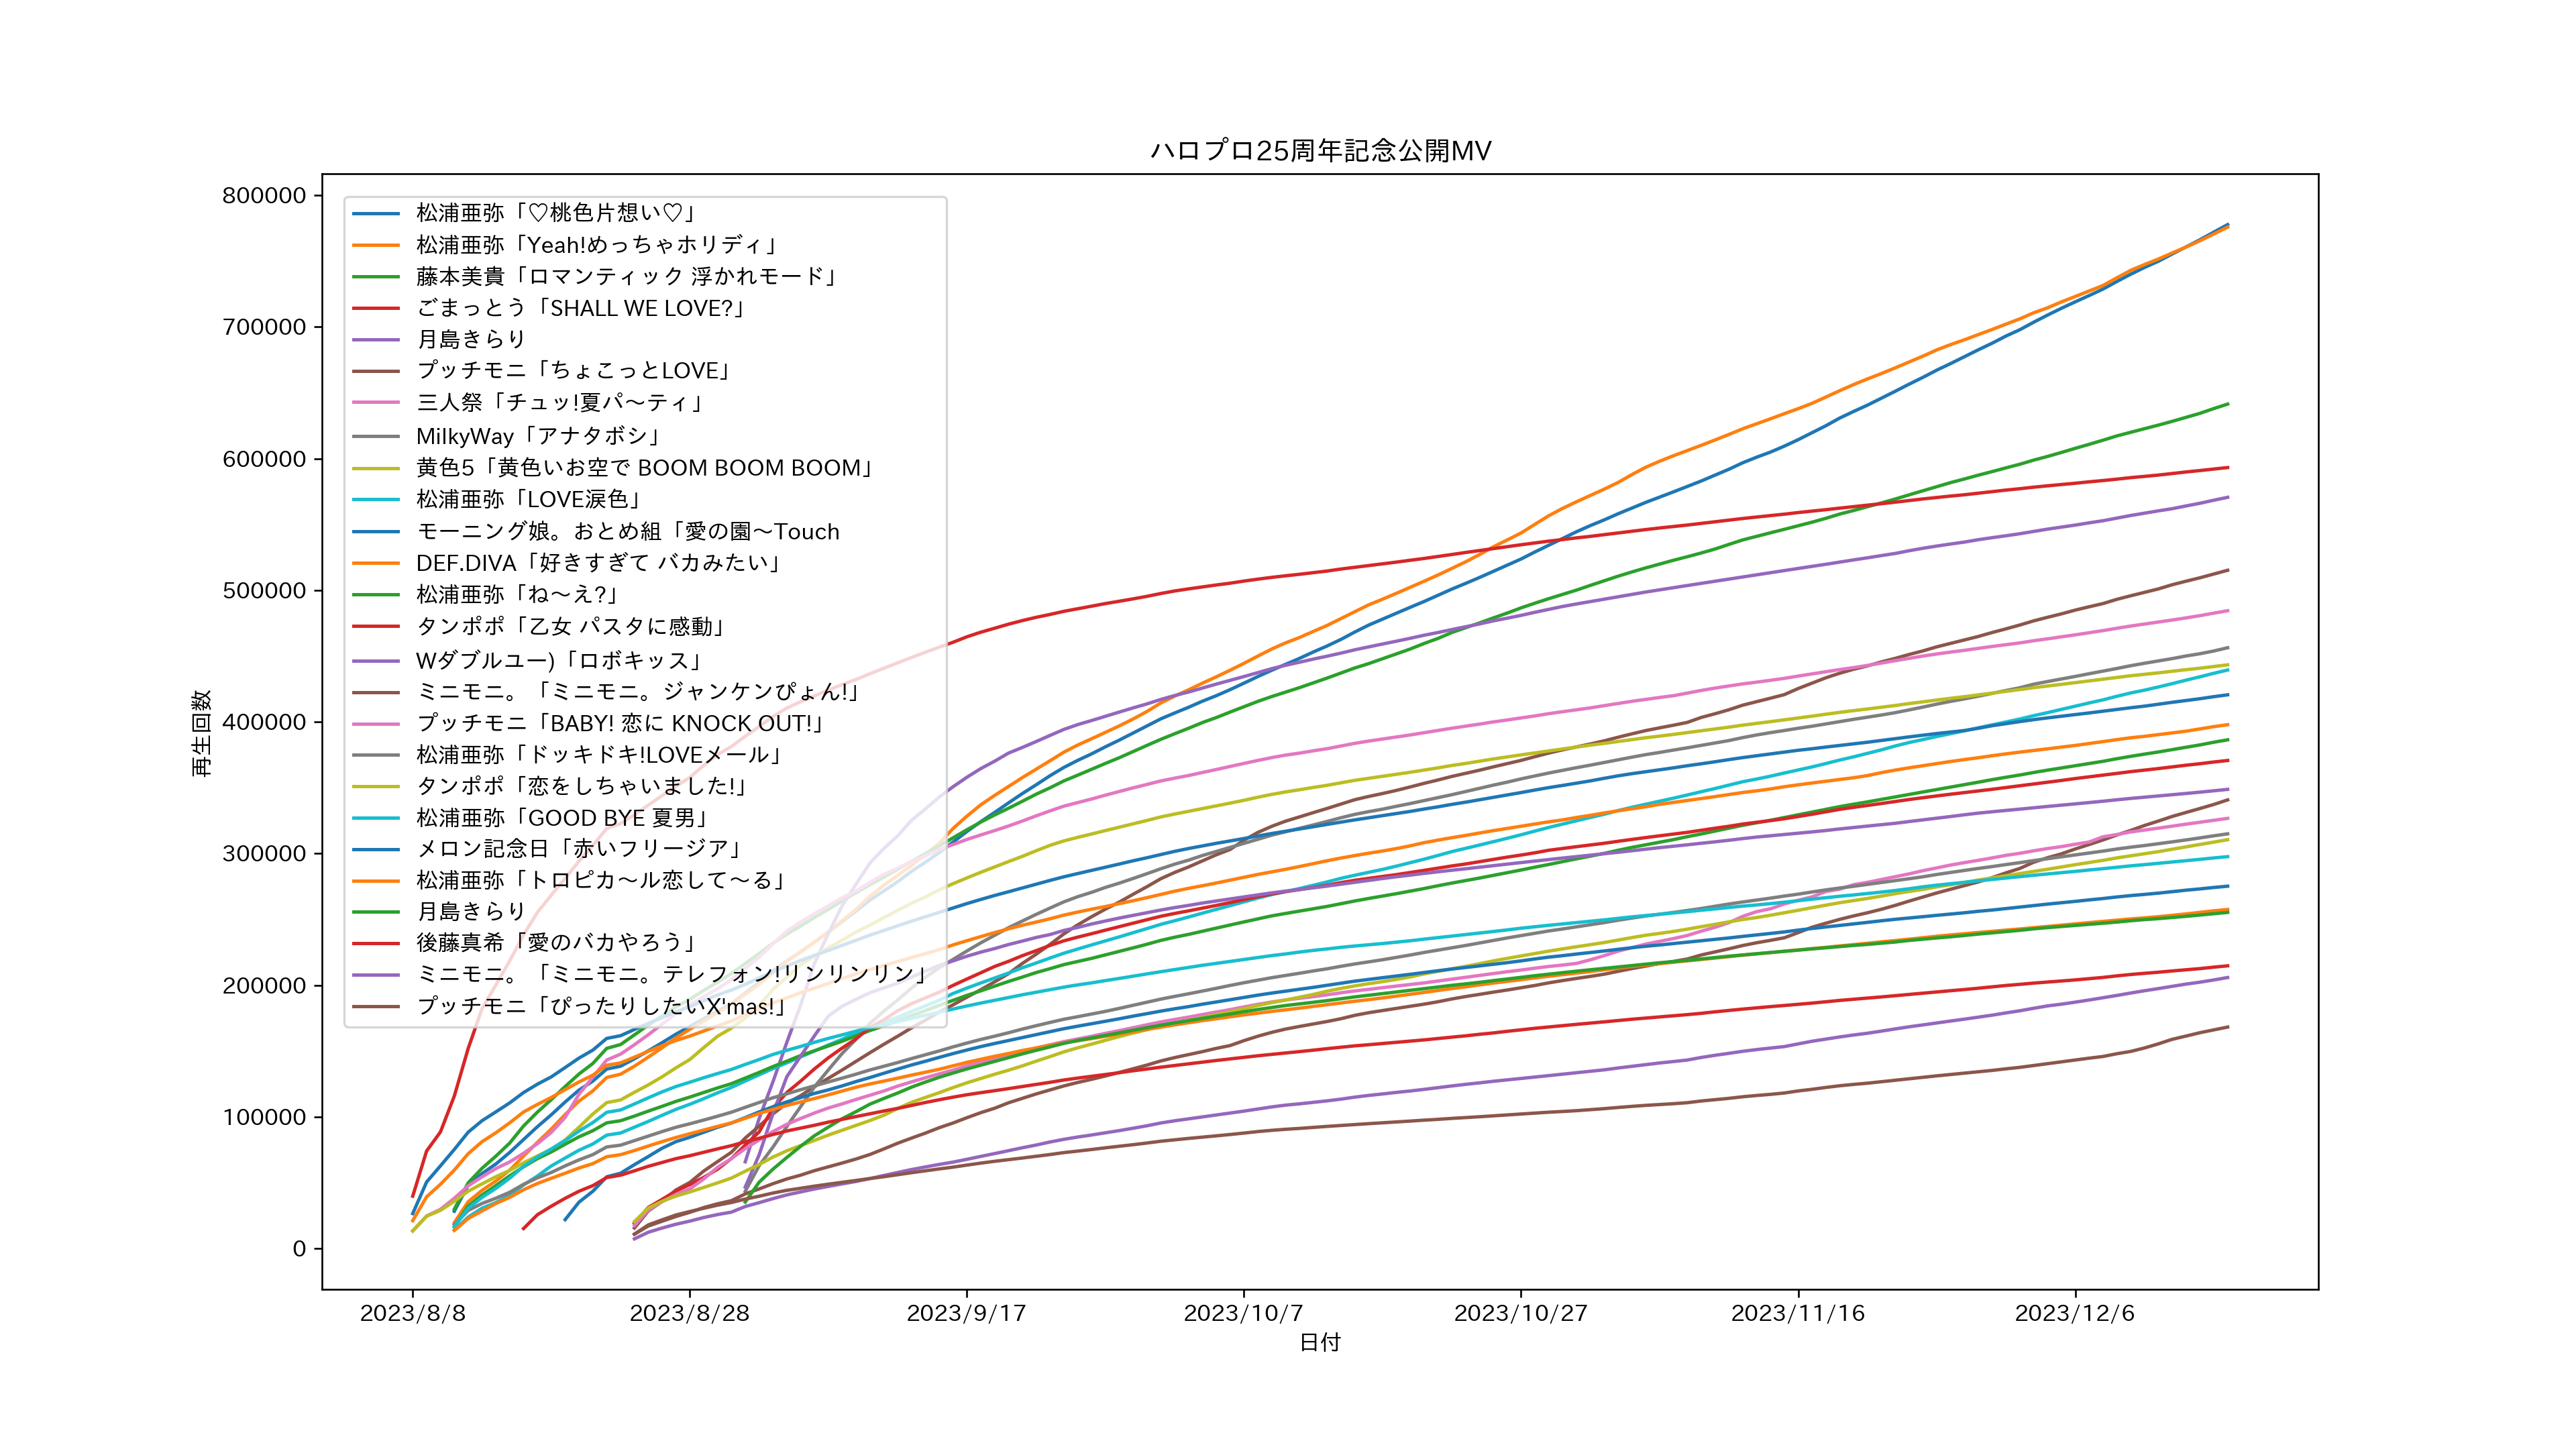 ハロプロ25周年記念公開MV
800000
700000
600000
500000
400000
300000
200000
100000
0
再生回数
松浦亜弥「♡桃色片想い♡」
松浦亜弥「Yeah!めっちゃホリディ」
藤本美貴「ロマンティック 浮かれモード」
ごまっとう「SHALL WE LOVE?」
月島きらり
プッチモニ「ちょこっとLOVE」
三人祭「チュッ!夏パ〜ティ」
MilkyWay「アナタボシ」
黄色5「黄色いお空で BOOM BOOM BOOM」
松浦亜弥「LOVE涙色」
モーニング娘。おとめ組「愛の園〜Touch
DEF.DIVA「好きすぎて バカみたい」
松浦亜弥「ね〜え?」
タンポポ「乙女 パスタに感動」
Wダブルユー)「ロボキッス」
ミニモニ。「ミニモニ。ジャンケンぴょん!」
プッチモニ「BABY! 恋に KNOCK OUT!」
松浦亜弥「ドッキドキ!LOVEメール」
タンポポ「恋をしちゃいました!」
松浦亜弥「GOOD BYE 夏男」
メロン記念日「赤いフリージア」
松浦亜弥「トロピカ〜ル恋して〜る」
月島きらり
後藤真希「愛のバカやろう」
ミニモニ。「ミニモニ。テレフォン!リンリンリン」
プッチモニ「ぴったりしたいX'mas!」
2023/8/8
2023/8/28
2023/9/17
2023/10/7
2023/10/27
2023/11/16
2023/12/6
日付